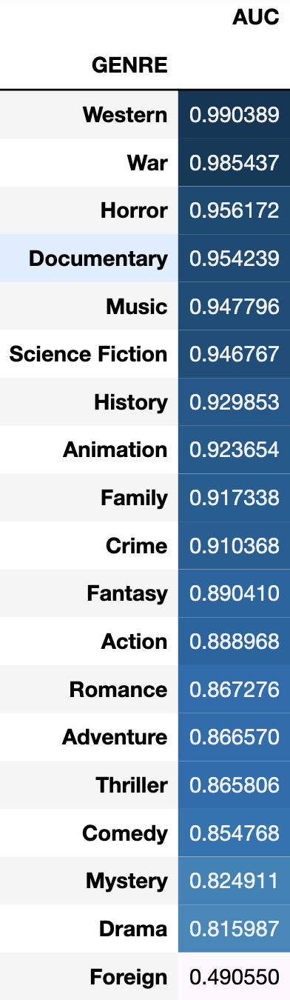 AUC
GENRE
Western 0.990389
War 0.985437
Horror 0.956172
Documentary 0.954239
Music 0.947796
Science Fiction 0.946767
History 0.929853
Animation 0.923654
Family 0.917338
Crime 0.910368
Fantasy 0.890410
Action 0.888968
Romance 0.867276
Adventure 0.866570
Thriller 0.865806
Comedy 0.854768
Mystery 0.824911
Drama 0.815987
Foreign 0.490550